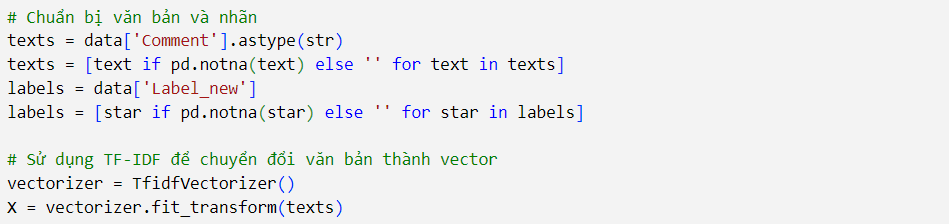 # Chuẩn bị văn bản và nhãn
texts = data['Comment'].astype(str)
texts = [text if pd.notna(text) else '' for text in texts]
labels = data['Label_new']
labels = [star if pd.notna(star) else '' for star in labels]
# Sử dụng TF-IDF để chuyển đổi văn bản thành vector
vectorizer = TfidfVectorizer()
X = vectorizer.fit_transform(texts)